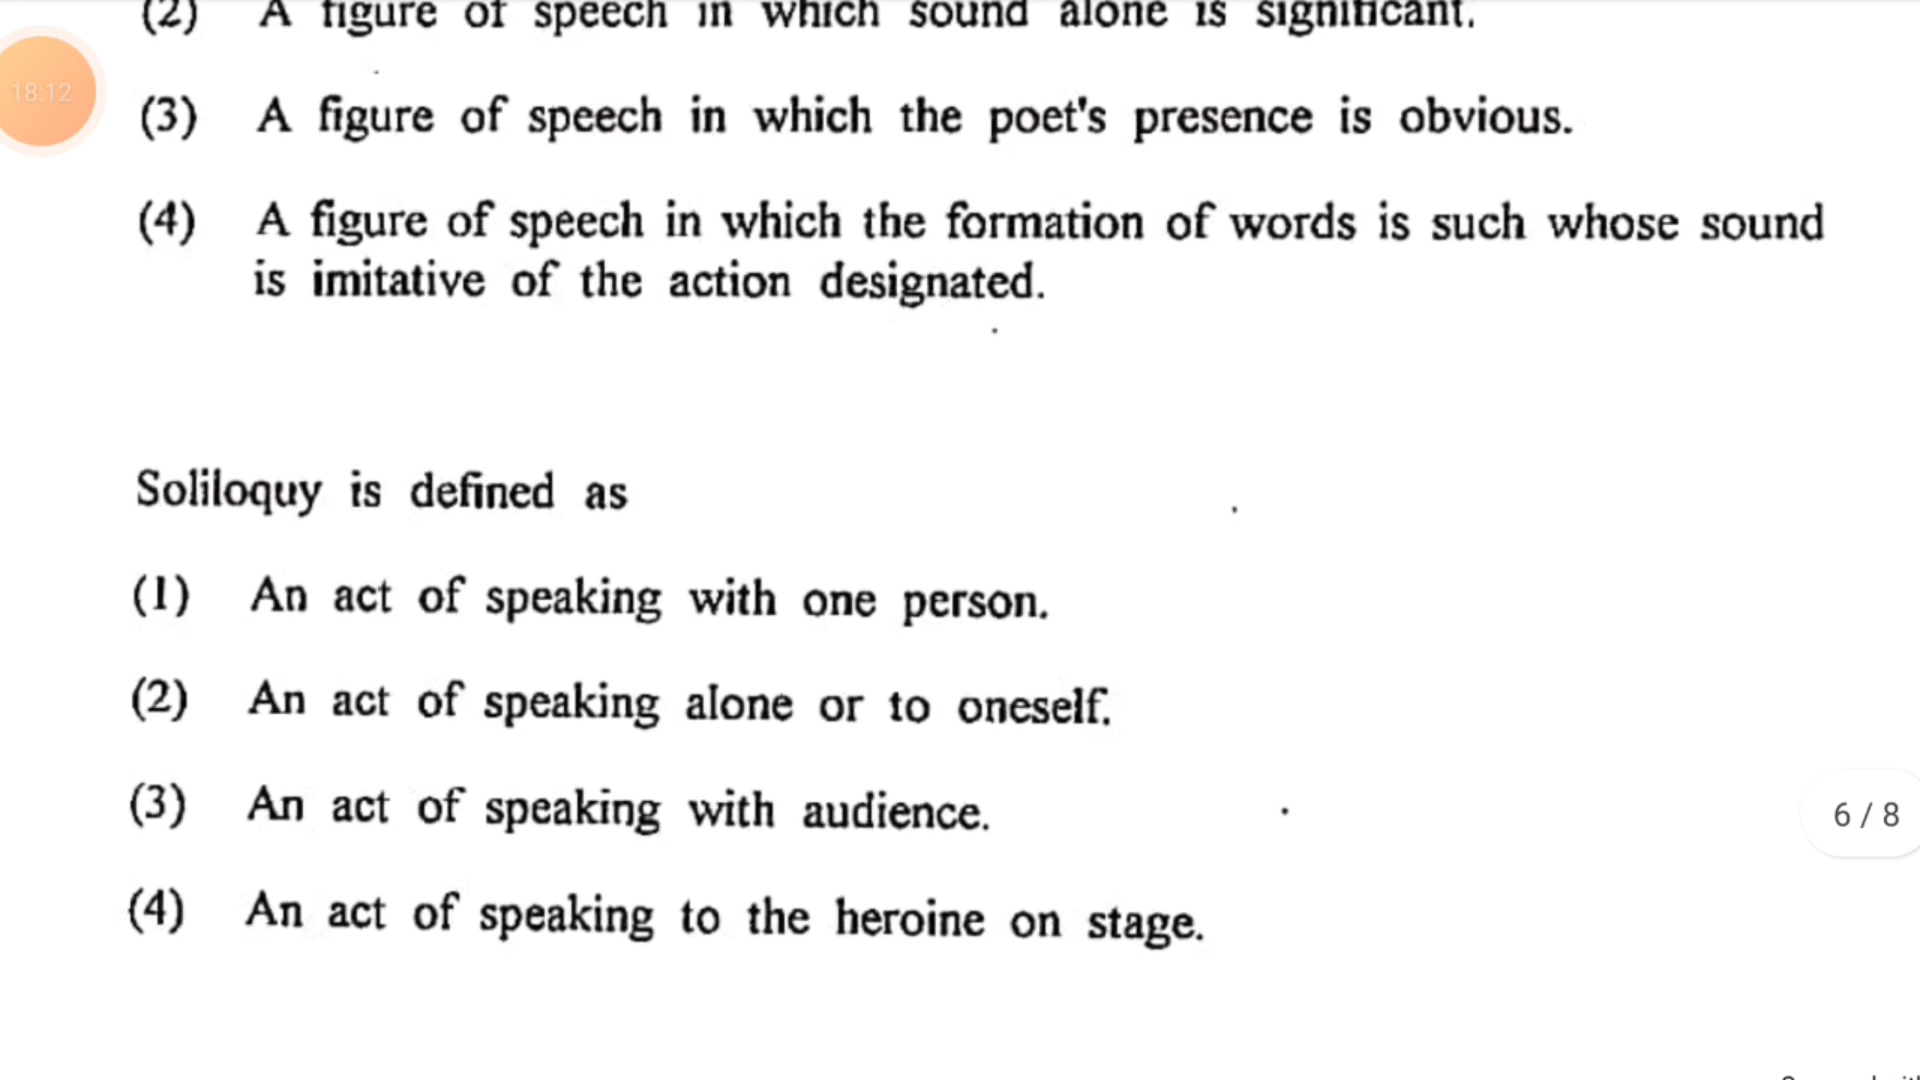 (2) A figure of speech in which sound alone is significant.
18:12
(3) A figure of speech in which the poet's presence is obvious.
(4) A figure of speech in which the formation of words is such whose sound
is imitative of the action designated.
Soliloquy is defined as
(1) An act of speaking with one person.
(2) An act of speaking alone or to oneself.
(3) An act of speaking with audience.
6 / 8
(4) An act of speaking to the heroine on stage.